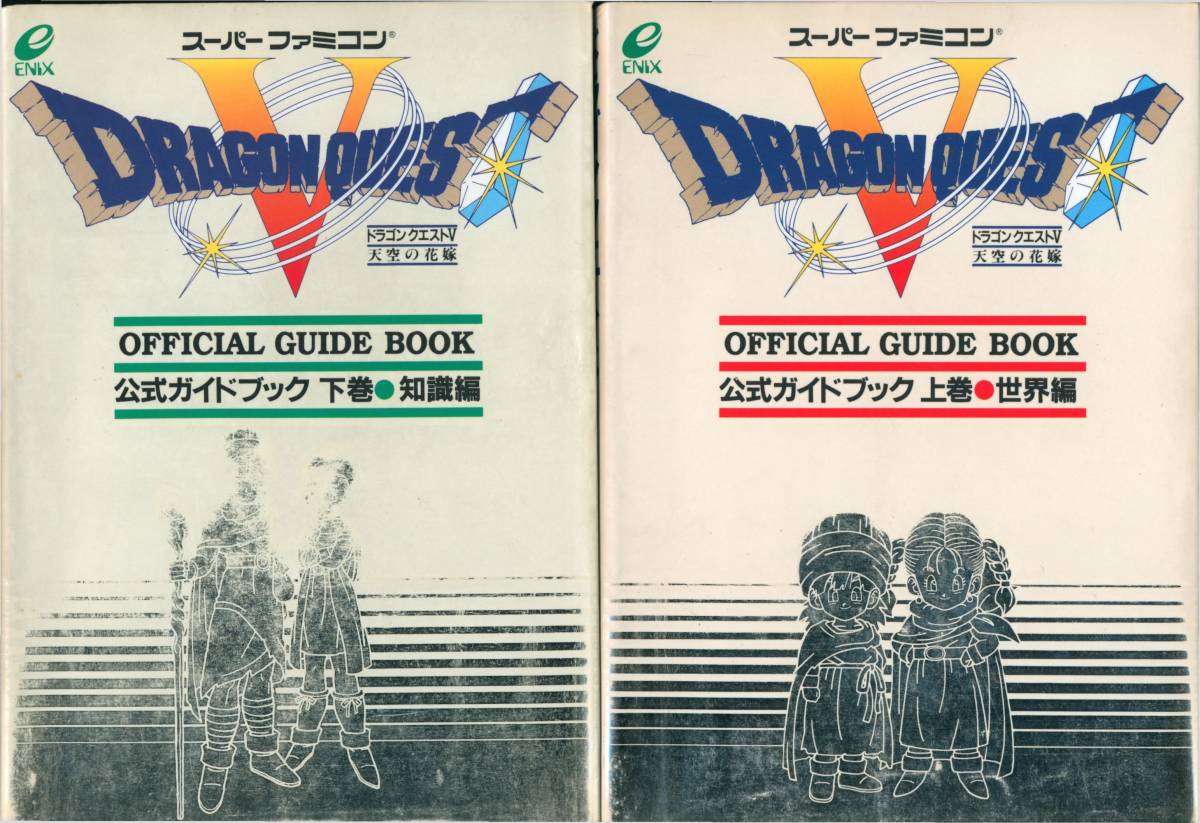 ENIX
スーパーファミコン®
V
DRAGON QUEST
ドラゴンクエストV
天空の花嫁
OFFICIAL GUIDE BOOK
公式ガイドブック 下巻●知識編
ENIX
スーパーファミコン®
V
DRAGON QUEST
ドラゴンクエストV
天空の花嫁
OFFICIAL GUIDE BOOK
公式ガイドブック 上巻●世界編